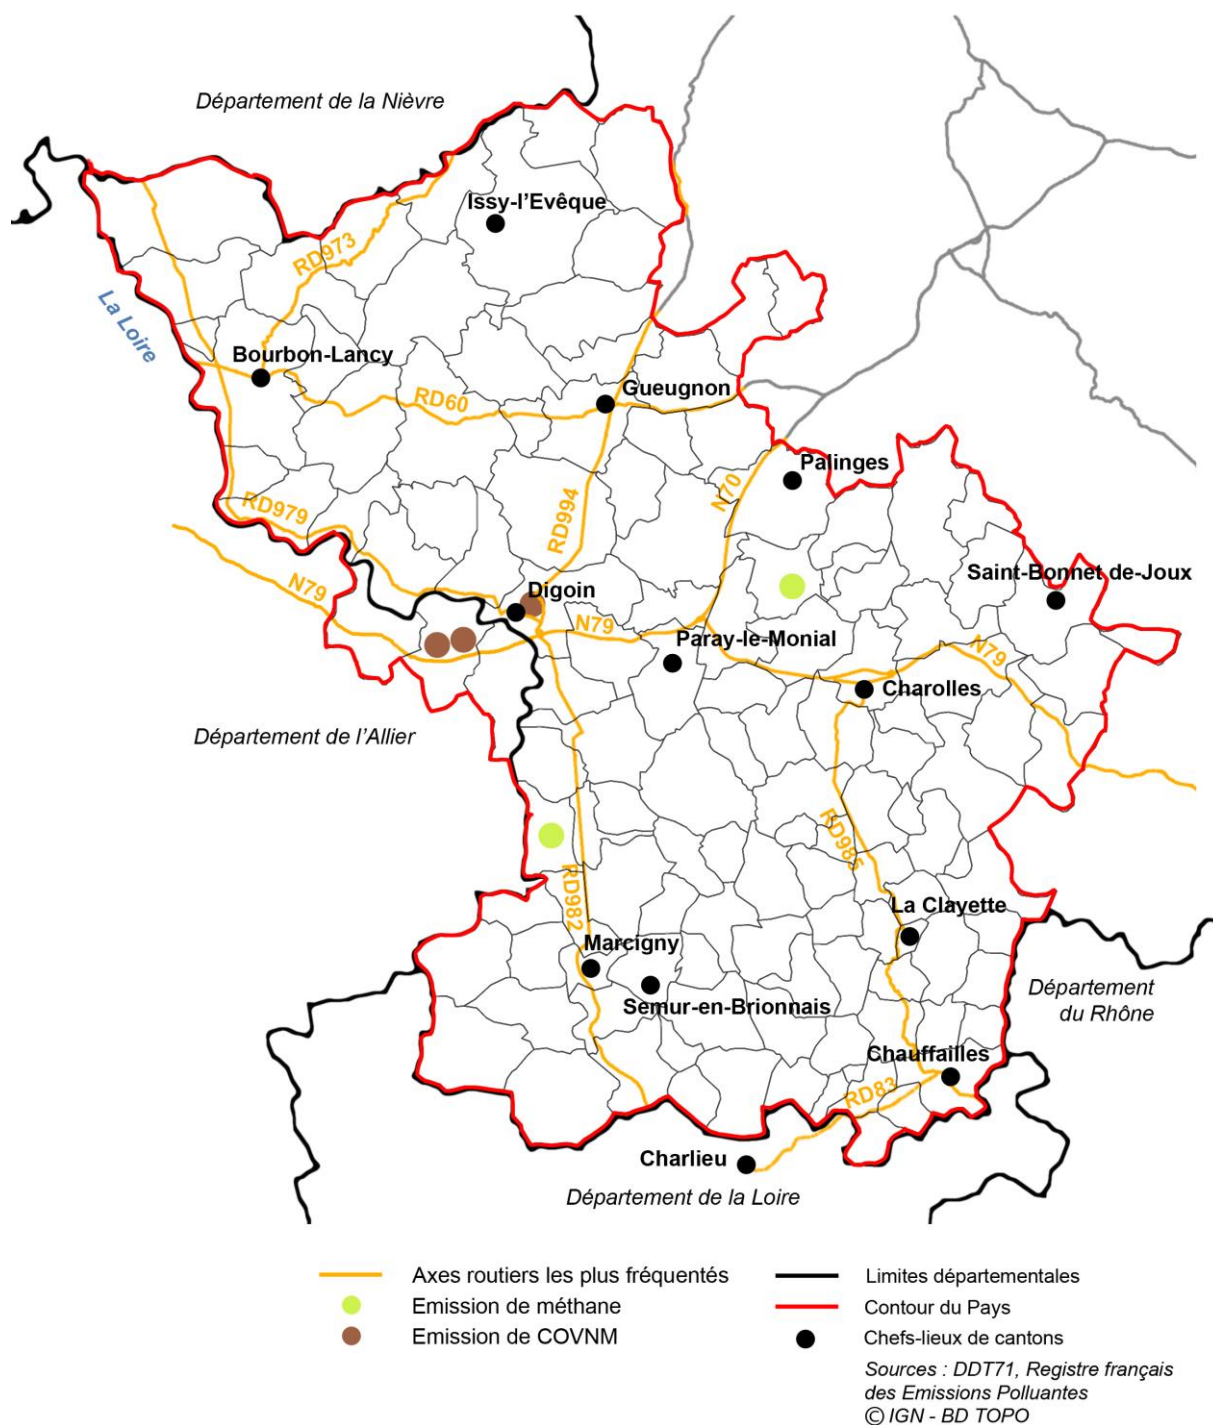 Département de la Nièvre
Issy-l'Evêque
RD973
La Loire
Bourbon-Lancy
Gueugnon
RD60
Palinges
N70
RD979
RD994
Saint-Bonnet de-Joux
N79
Digoin
N79
Paray-le-Monial
N79
Charolles
Département de l'Allier
RD985
RD982
La Clayette
Marcigny
Semur-en-Brionnais
Département
du Rhône
Chauffailles
RD83
Charlieu
Département de la Loire
Axes routiers les plus fréquentés
Emission de méthane
Emission de COVNM
Limites départementales
Contour du Pays
Chefs-lieux de cantons
Sources : DDT71, Registre français
des Emissions Polluantes
© IGN - BD TOPO